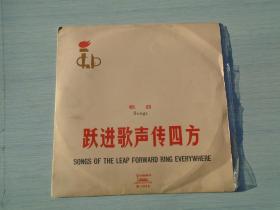 歌曲
Songs
跃进歌声传四方
SONGS OF THE LEAP FORWARD RING EVERYWHERE